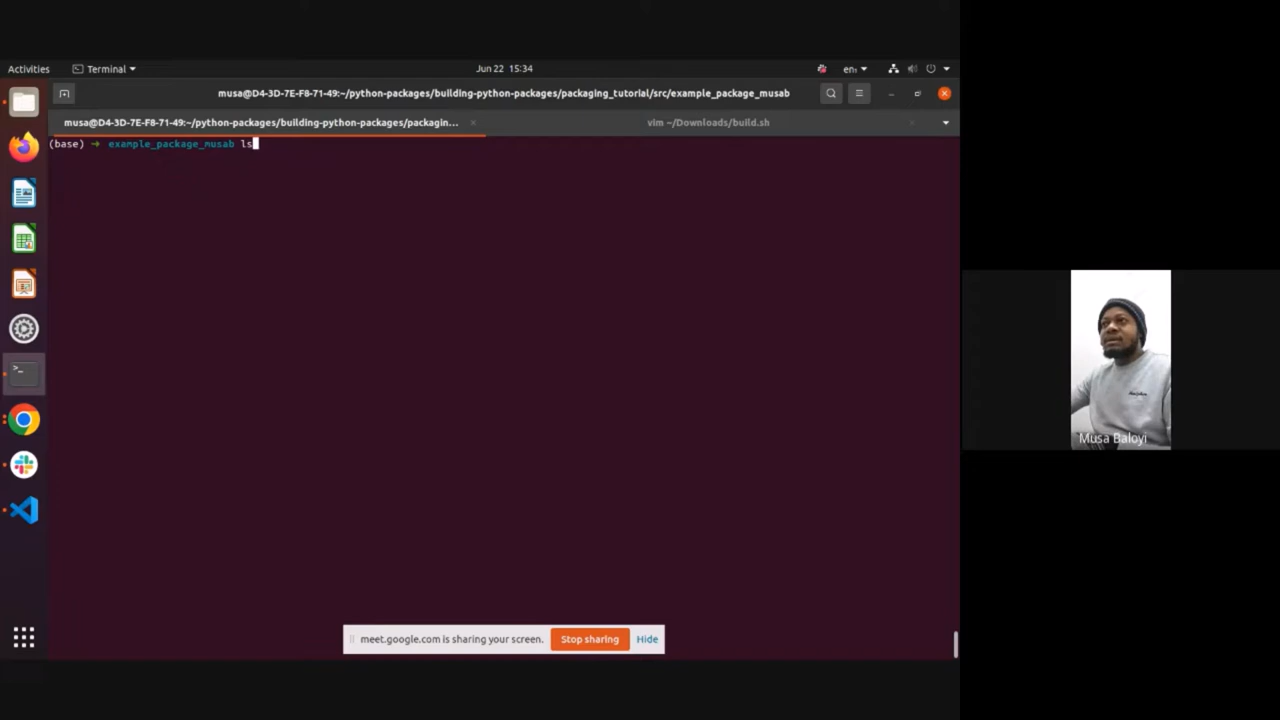 Activities
Terminal
Jun 22 15:34
en₁
musa@D4-3D-7E-F8-71-49:~/python-packages/building-python-packages/packaging_tutorial/src/example_package_musab
musa@D4-3D-7E-F8-71-49:~/python-packages/building-python-packages/packagin...
vim ~/Downloads/build.sh
(base) → example_package_musab ls
Musa Baloyi
meet.google.com is sharing your screen.
Stop sharing
Hide